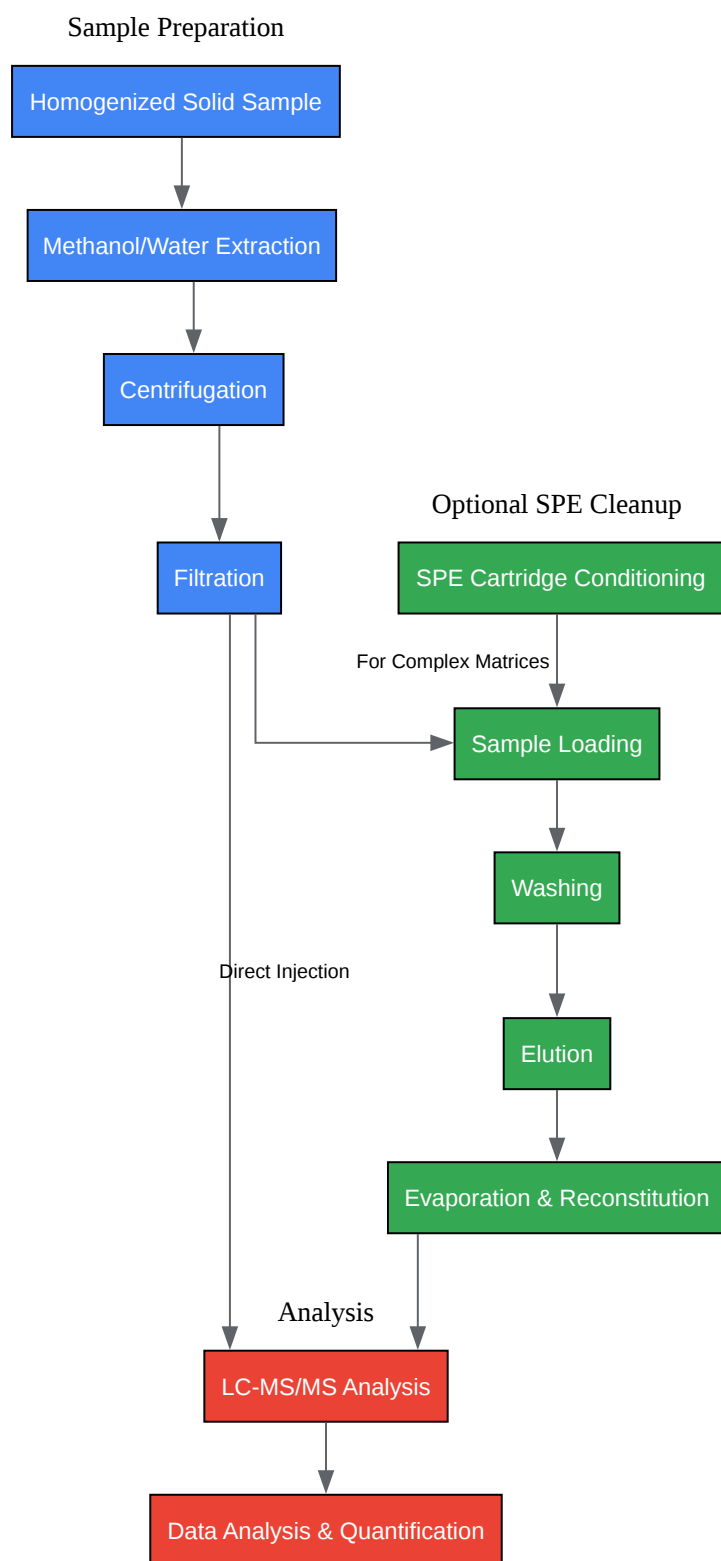 Sample Preparation
Homogenized Solid Sample
Methanol/Water Extraction
Centrifugation
Optional SPE Cleanup
Filtration
SPE Cartridge Conditioning
For Complex Matrices
Sample Loading
Washing
Direct Injection
Elution
Evaporation & Reconstitution
Analysis
LC-MS/MS Analysis
Data Analysis & Quantification